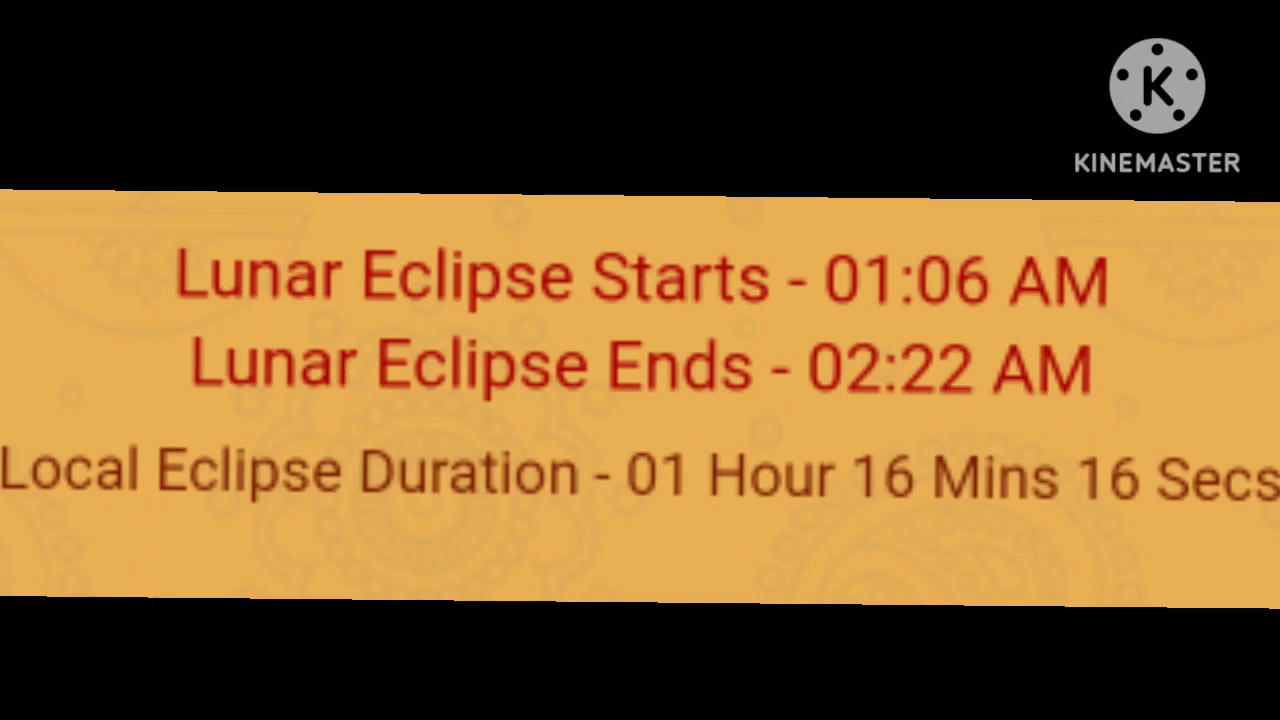 K
KINEMASTER
Lunar Eclipse Starts - 01:06 AM
Lunar Eclipse Ends - 02:22 AM
Local Eclipse Duration - 01 Hour 16 Mins 16 Secs